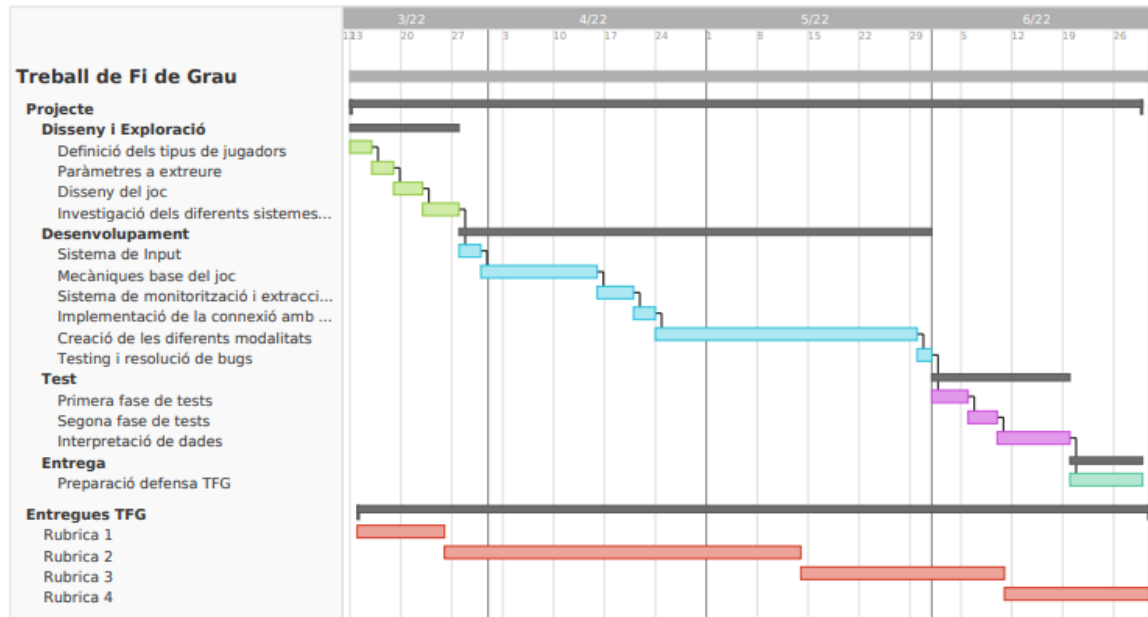 3/22 4/22 5/22 6/22
13 20 27 3 10 17 24 1 8 15 22 29 5 12 19 26
Treball de Fi de Grau
Projecte
Disseny i Exploració
Definició dels tipus de jugadors
Paràmetres a extreure
Disseny del joc
Investigació dels diferents sistemes...
Desenvolupament
Sistema de Input
Mecàniques base del joc
Sistema de monitorització i extracci...
Implementació de la connexió amb ...
Creació de les diferents modalitats
Testing i resolució de bugs
Test
Primera fase de tests
Segona fase de tests
Interpretació de dades
Entrega
Preparació defensa TFG
Entregues TFG
Rubrica 1
Rubrica 2
Rubrica 3
Rubrica 4